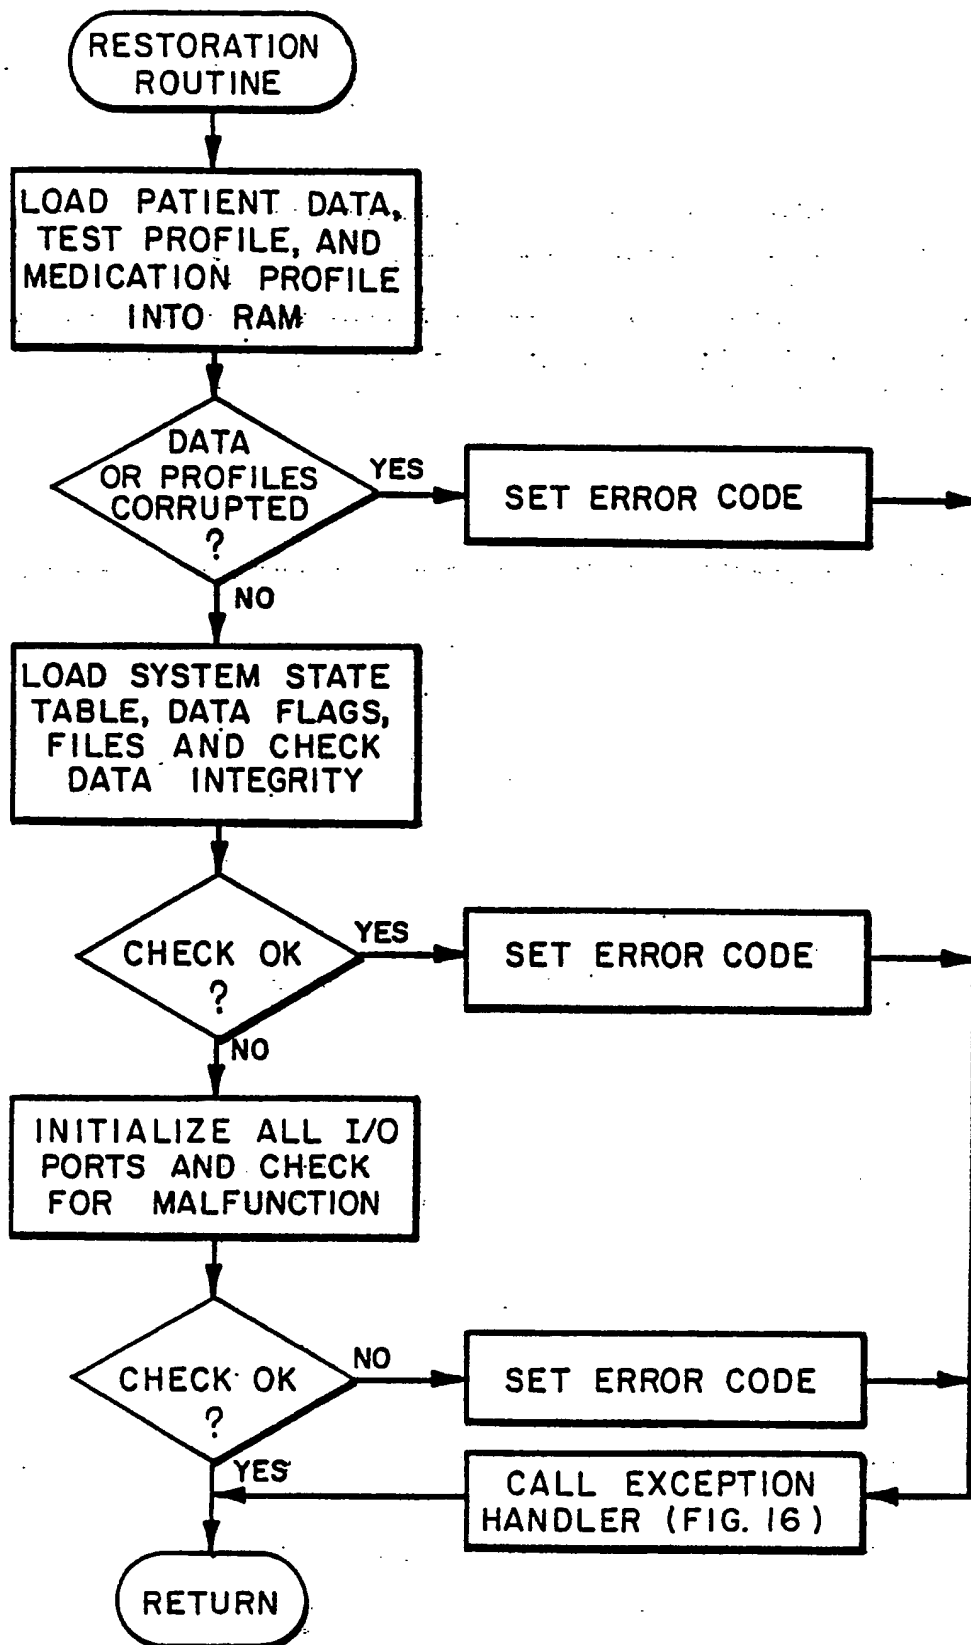 RESTORATION
ROUTINE
LOAD PATIENT DATA,
TEST PROFILE, AND
MEDICATION PROFILE
INTO RAM
DATA
OR PROFILES
CORRUPTED
?
YES
SET ERROR CODE
NO
LOAD SYSTEM STATE
TABLE, DATA FLAGS,
FILES AND CHECK
DATA INTEGRITY
CHECK OK
?
YES
SET ERROR CODE
NO
INITIALIZE ALL I/O
PORTS AND CHECK
FOR MALFUNCTION
CHECK OK
?
NO
SET ERROR CODE
YES
CALL EXCEPTION
HANDLER (FIG. 16)
RETURN